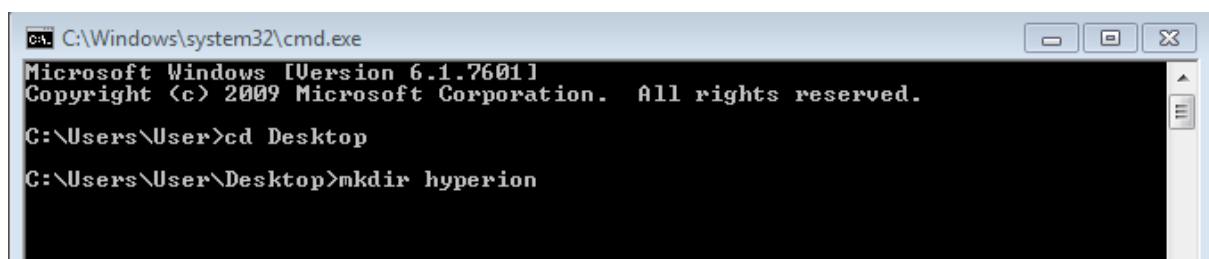 C:\Windows\system32\cmd.exe
Microsoft Windows [Version 6.1.7601]
Copyright (c) 2009 Microsoft Corporation.  All rights reserved.
C:\Users\User>cd Desktop
C:\Users\User\Desktop>mkdir hyperion